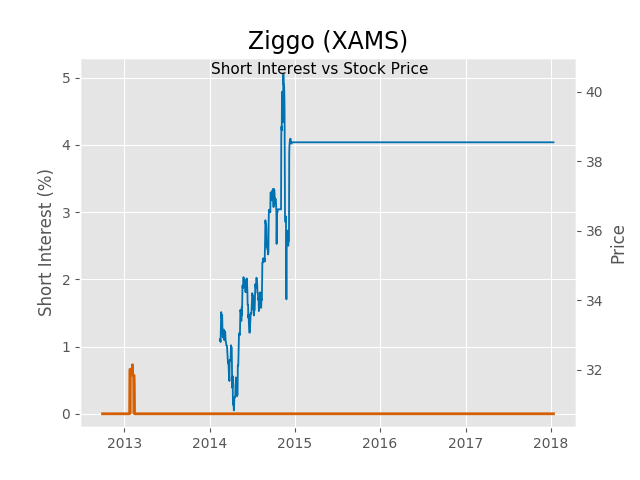 Ziggo (XAMS)
Short Interest vs Stock Price
Short Interest (%)
5
4
3
2
1
0
40
38
36
34
32
Price
2013 2014 2015 2016 2017 2018